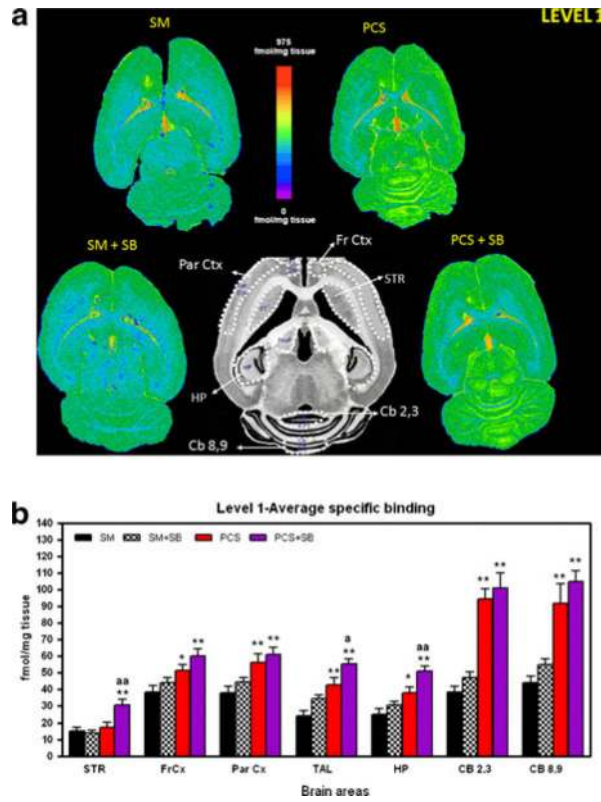 a
SM
PCS
LEVEL1
975
fmol/mg tissue
0
fmol/mg tissue
SM + SB
PCS + SB
Par Ctx
Fr Ctx
STR
HP
Cb 2,3
Cb 8,9
b
Level 1-Average specific binding
SM
SM+SB
PCS
PCS+SB
fmol/mg tissue
140
130
120
110
100
90
80
70
60
50
40
30
20
10
0
aa
**
*
**
**
**
**
a
**
*
aa
**
**
**
**
**
STR
FrCx
Par Cx
TAL
HP
CB 2,3
CB 8,9
Brain areas